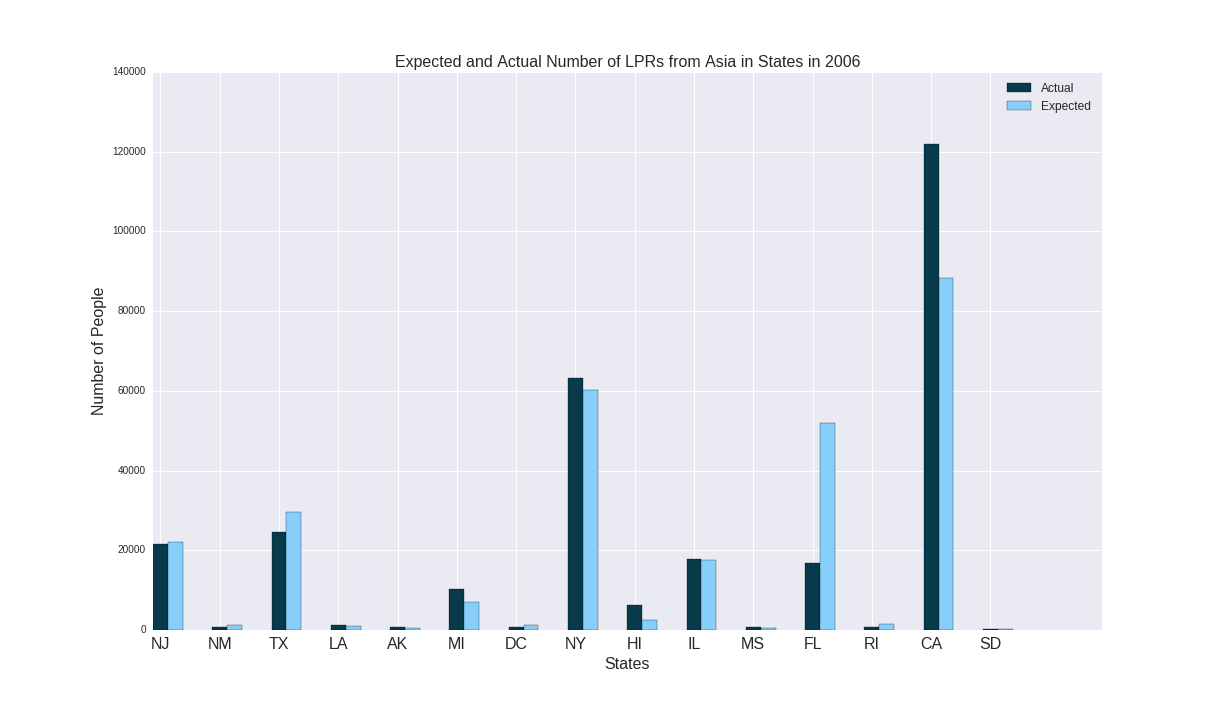 Expected and Actual Number of LPRs from Asia in States in 2006
140000
120000
100000
80000
60000
40000
20000
0
Number of People
Actual
Expected
NJ NM TX LA AK MI DC NY HI IL MS FL RI CA SD
States